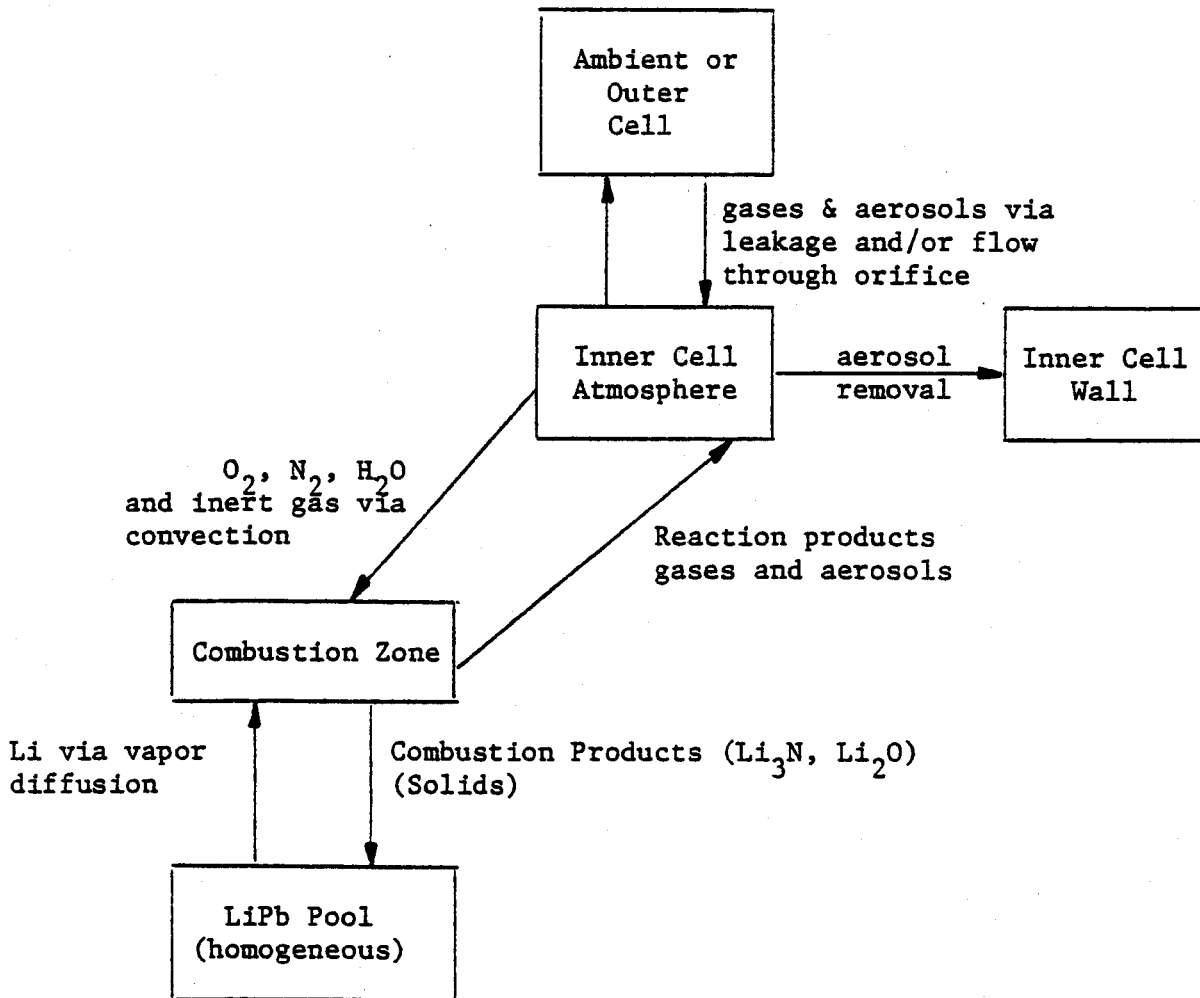 Ambient or
Outer
Cell
gases & aerosols via
leakage and/or flow
through orifice
Inner Cell
Atmosphere
aerosol
removal
Inner Cell
Wall
O₂, N₂, H₂O
and inert gas via
convection
Reaction products
gases and aerosols
Combustion Zone
Li via vapor
diffusion
Combustion Products (Li₃N, Li₂O)
(Solids)
LiPb Pool
(homogeneous)